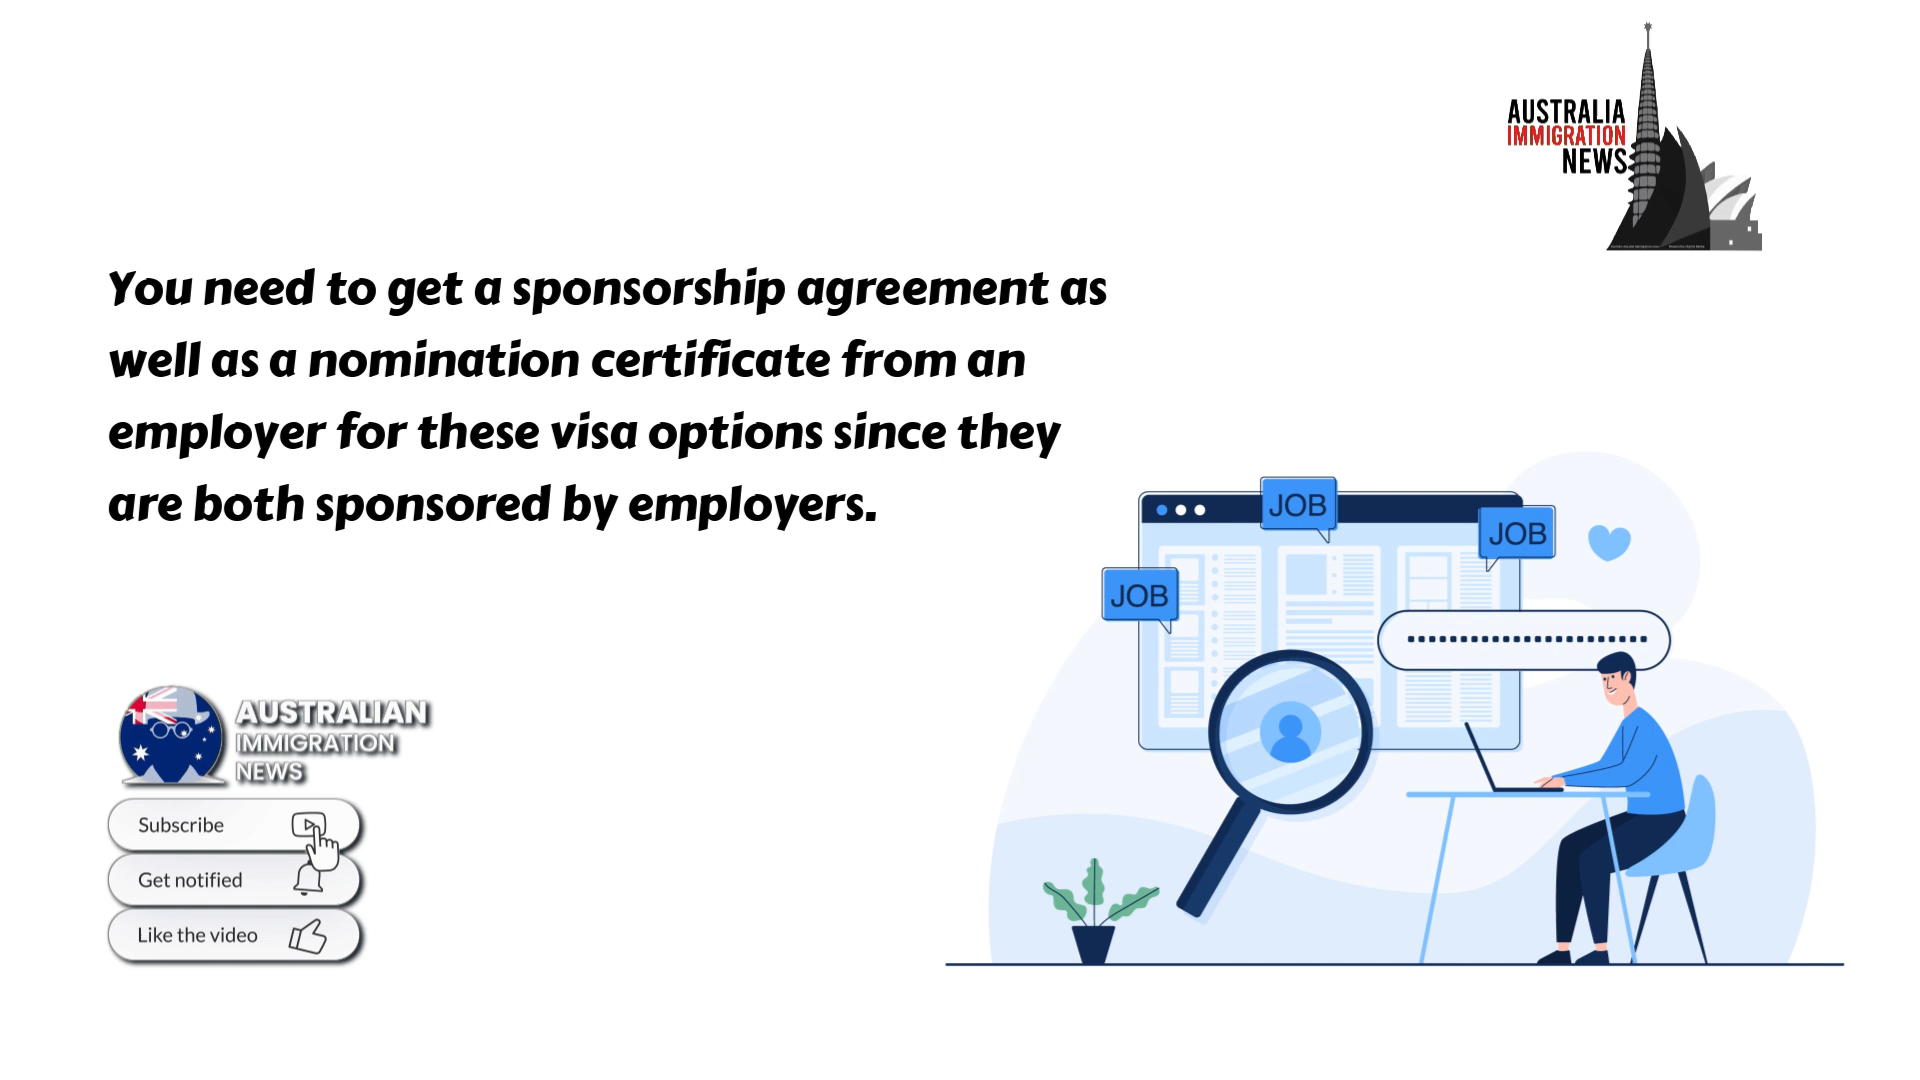 AUSTRALIA
IMMIGRATION
NEWS
You need to get a sponsorship agreement as
well as a nomination certificate from an
employer for these visa options since they
are both sponsored by employers.
JOB
JOB
JOB
AUSTRALIAN
IMMIGRATION
NEWS
Subscribe
Get notified
Like the video